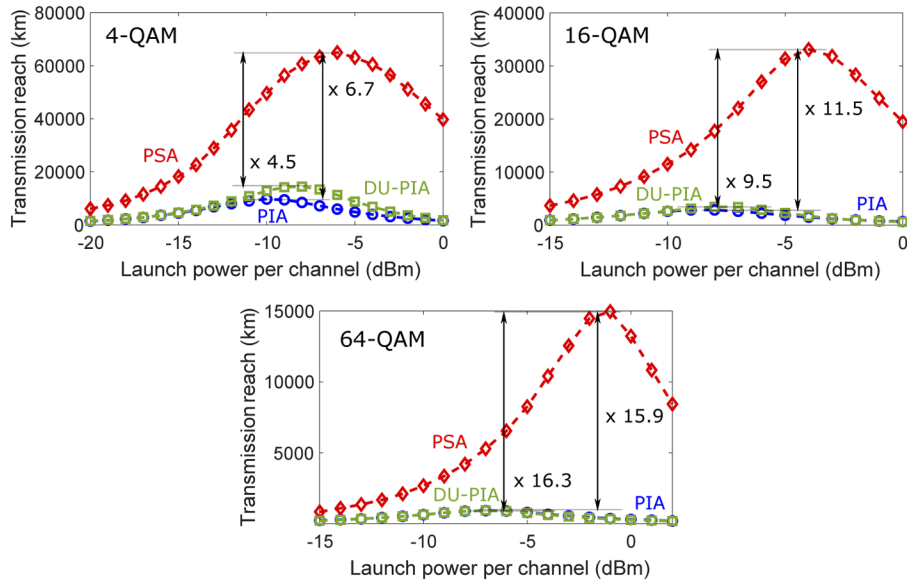 4-QAM
Transmission reach (km)
80000
60000
40000
20000
0
PSA
x 4.5
x 6.7
DU-PIA
PIA
-20
-15
-10
-5
0
Launch power per channel (dBm)
16-QAM
Transmission reach (km)
40000
30000
20000
10000
0
PSA
x 11.5
x 9.5
DU-PIA
PIA
-15
-10
-5
0
Launch power per channel (dBm)
64-QAM
Transmission reach (km)
15000
10000
5000
0
PSA
x 15.9
x 16.3
DU-PIA
PIA
-15
-10
-5
0
Launch power per channel (dBm)